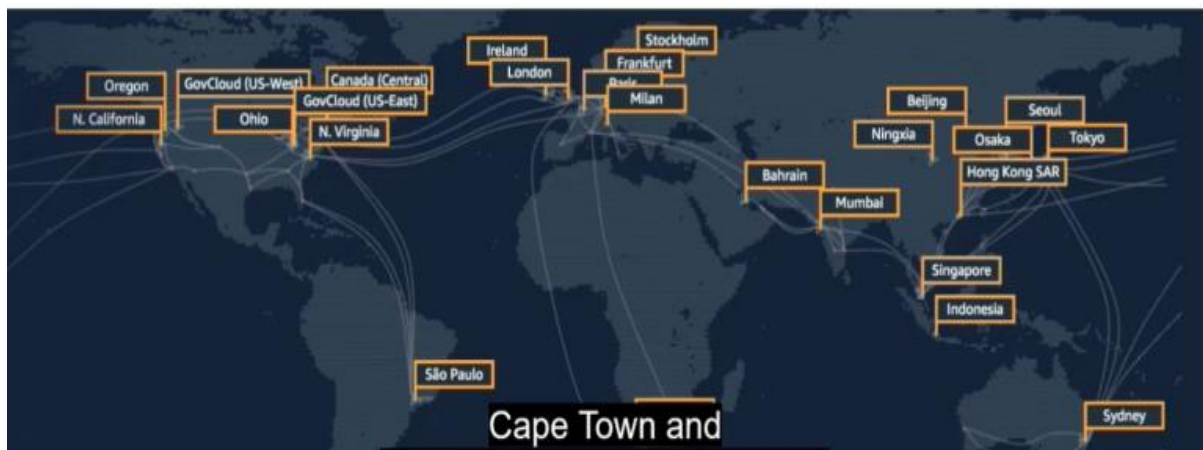 Stockholm
Ireland
Frankfurt
London
Paris
Milan
Oregon
GovCloud (US-West)
Canada (Central)
GovCloud (US-East)
N. California
Ohio
N. Virginia
Beijing
Seoul
Ningxia
Osaka
Tokyo
Hong Kong SAR
Bahrain
Mumbai
Singapore
Indonesia
São Paulo
Sydney
Cape Town and